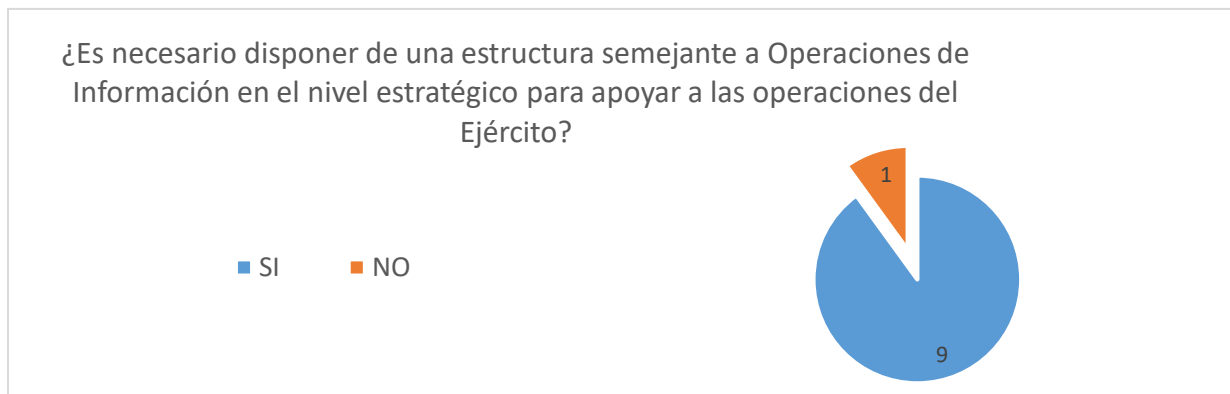 ¿Es necesario disponer de una estructura semejante a Operaciones de
Información en el nivel estratégico para apoyar a las operaciones del
Ejército?
1
SI NO
9